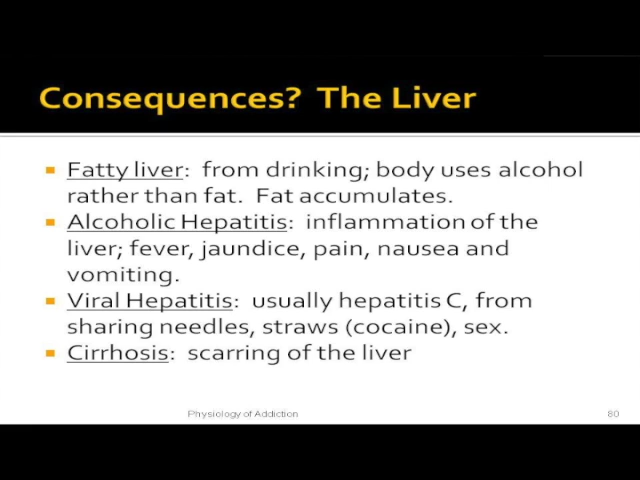 Consequences?  The Liver
Fatty liver:  from drinking; body uses alcohol
rather than fat.  Fat accumulates.
Alcoholic Hepatitis:  inflammation of the
liver; fever, jaundice, pain, nausea and
vomiting.
Viral Hepatitis:  usually hepatitis C, from
sharing needles, straws (cocaine), sex.
Cirrhosis:  scarring of the liver
Physiology of Addiction
80